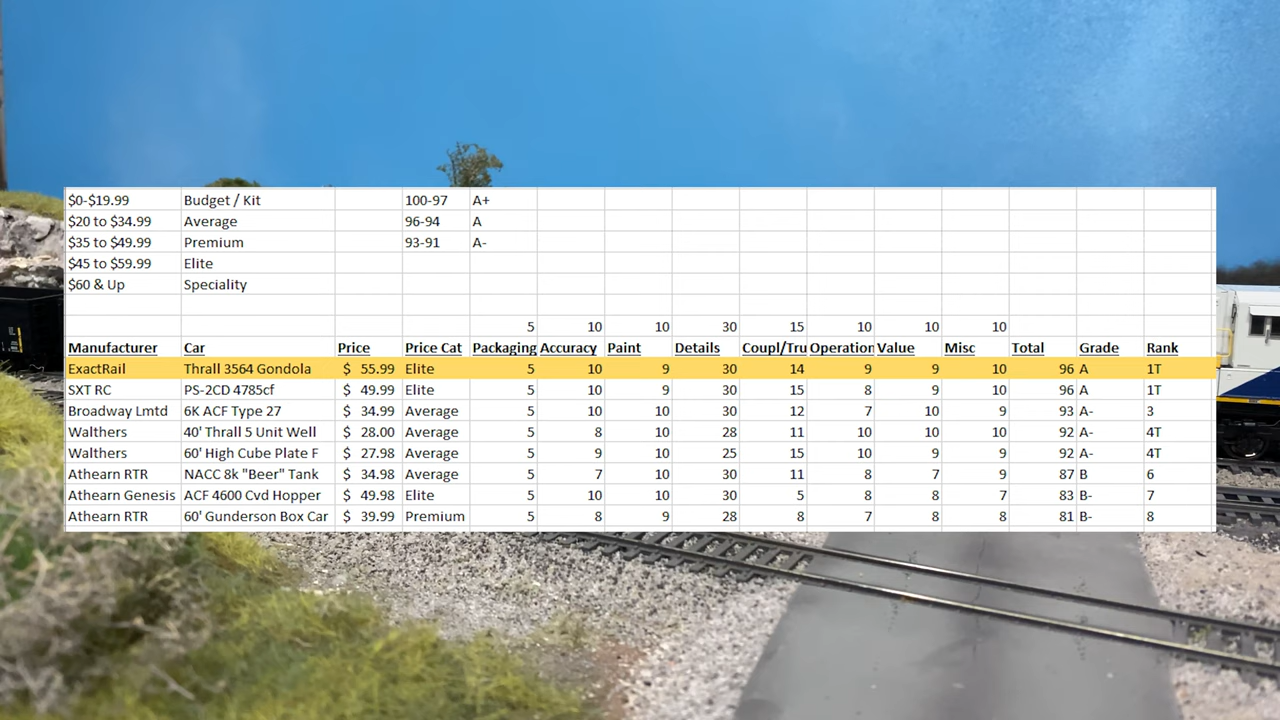 $0-$19.99 Budget / Kit 100-97 A+
$20 to $34.99 Average 96-94 A
$35 to $49.99 Premium 93-91 A-
$45 to $59.99 Elite
$60 & Up Speciality
5 10 10 30 15 10 10 10
Manufacturer Car Price Price Cat Packaging Accuracy Paint Details Coupl/Tru Operation Value Misc Total Grade Rank
ExactRail Thrall 3564 Gondola $ 55.99 Elite 5 10 9 30 14 9 9 10 96 A 1T
SXT RC PS-2CD 4785cf $ 49.99 Elite 5 10 9 30 15 8 9 10 96 A 1T
Broadway Lmtd 6K ACF Type 27 $ 34.99 Average 5 10 10 30 12 7 10 9 93 A- 3
Walthers 40' Thrall 5 Unit Well $ 28.00 Average 5 8 10 28 11 10 10 10 92 A- 4T
Walthers 60' High Cube Plate F $ 27.98 Average 5 9 10 25 15 10 9 9 92 A- 4T
Athearn RTR NACC 8k "Beer" Tank $ 34.98 Average 5 7 10 30 11 8 7 9 87 B 6
Athearn Genesis ACF 4600 Cvd Hopper $ 49.98 Elite 5 10 10 30 5 8 8 7 83 B- 7
Athearn RTR 60' Gunderson Box Car $ 39.99 Premium 5 8 9 28 8 7 8 8 81 B- 8